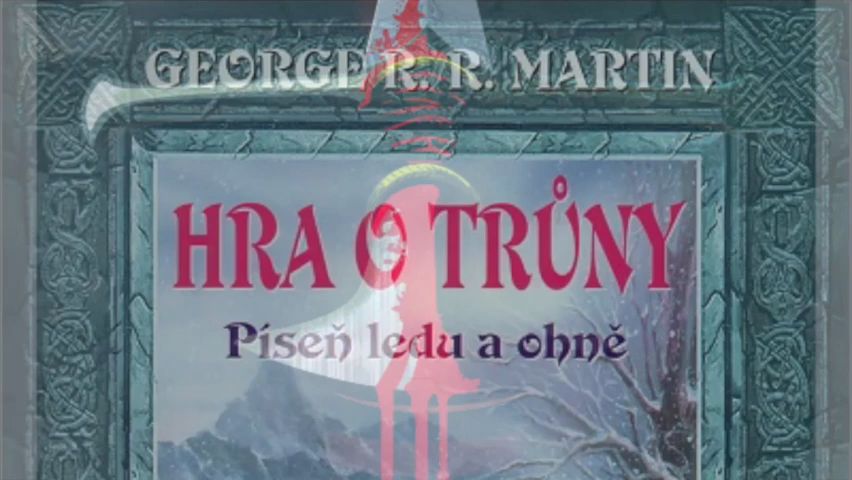 GEORGE R. R. MARTIN
HRA O TRŮNY
Píseň ledu a ohně